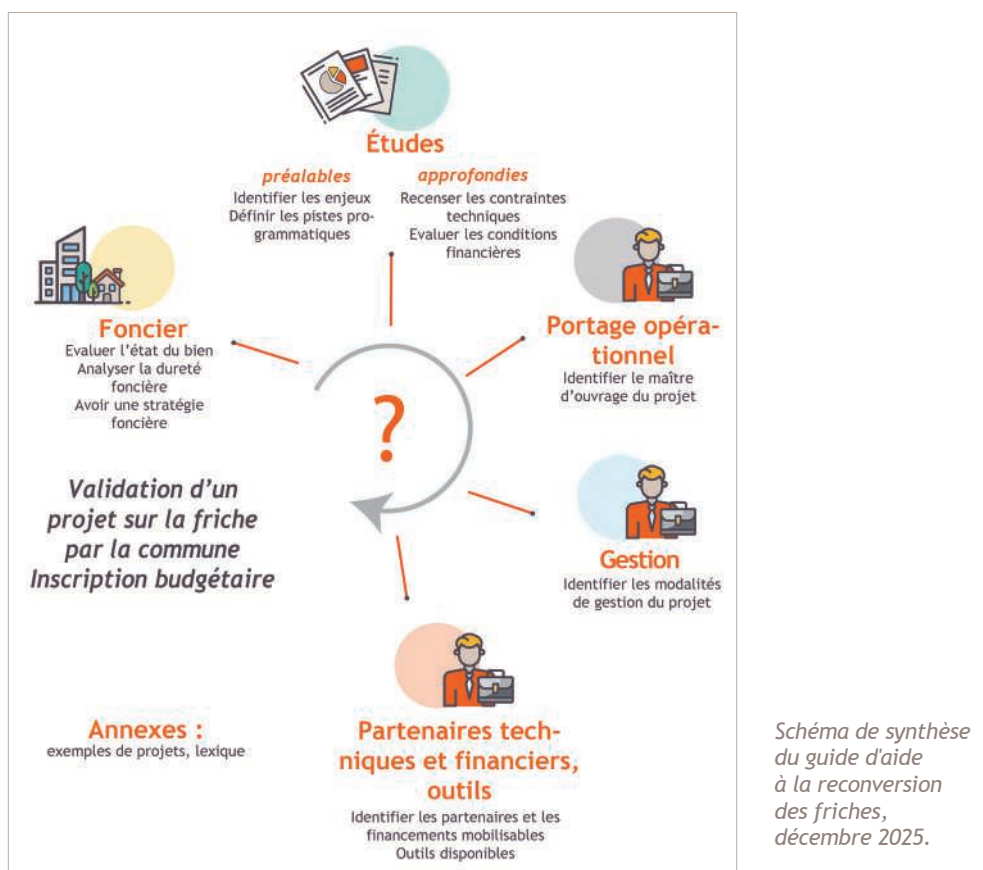 Études
préalables
Identifier les enjeux
Définir les pistes pro-
grammatiques
approfondies
Recenser les contraintes
techniques
Evaluer les conditions
financières
Foncier
Evaluer l'état du bien
Analyser la dureté
foncière
Avoir une stratégie
foncière
Portage opéra-
tionnel
Identifier le maître
d'ouvrage du projet
?
Validation d'un
projet sur la friche
par la commune
Inscription budgétaire
Gestion
Identifier les modalités
de gestion du projet
Partenaires tech-
niques et financiers,
outils
Identifier les partenaires et les
financements mobilisables
Outils disponibles
Annexes :
exemples de projets, lexique
Schéma de synthèse
du guide d'aide
à la reconversion
des friches,
décembre 2025.